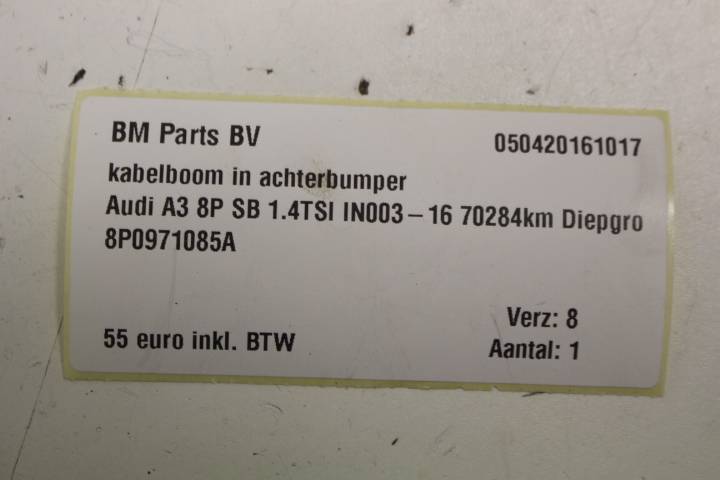 BM Parts BV 050420161017
kabelboom in achterbumper
Audi A3 8P SB 1.4TSI IN003-16 70284km Diepgro
8P0971085A
Verz: 8
55 euro inkl. BTW Aantal: 1